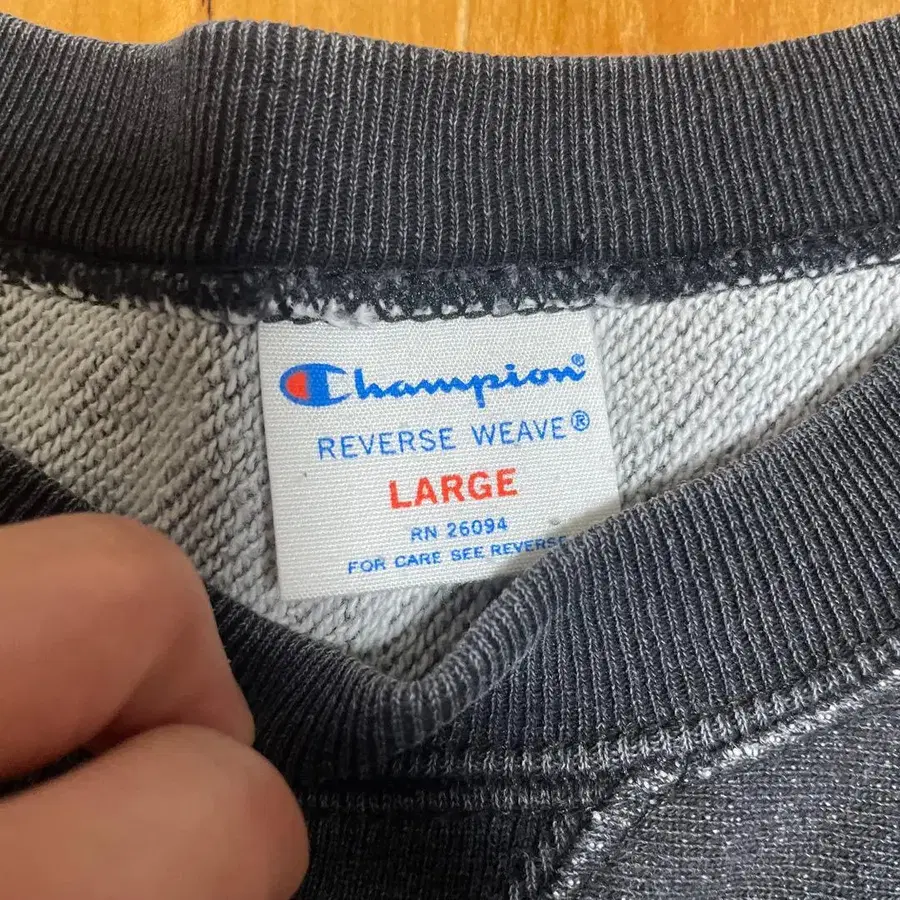 Champion®
REVERSE WEAVE®
LARGE
RN 26094
FOR CARE SEE REVERSE